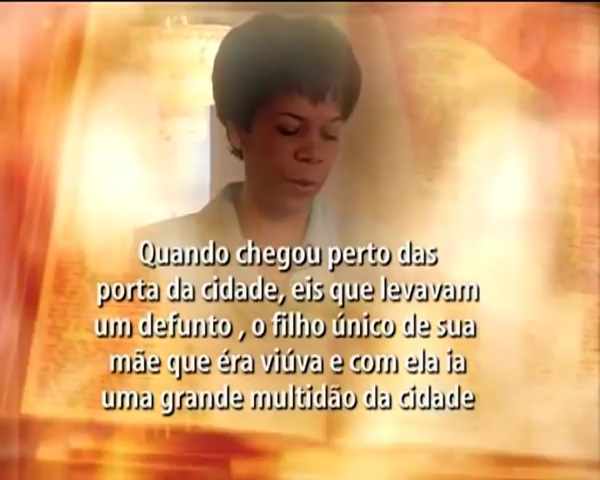 Quando chegou perto das
porta da cidade, eis que levavam
um defunto , o filho único de sua
mãe que éra viúva e com ela ia
uma grande multidão da cidade